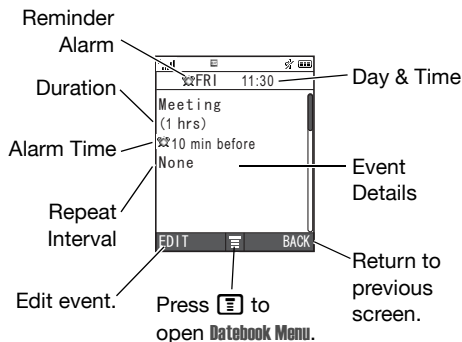 Reminder
Alarm
FRI 11:30
Day & Time
Duration
Meeting
(1 hrs)
Alarm Time
10 min before
None
Event
Details
Repeat
Interval
EDIT
BACK
Edit event.
Press to
open Datebook Menu.
Return to
previous
screen.